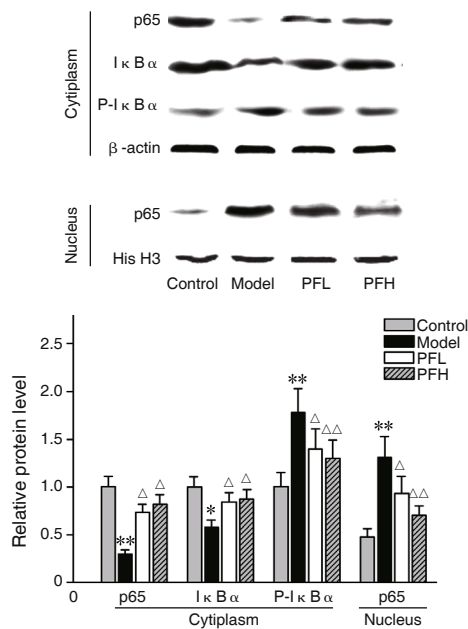 Cytiplasm
p65
IκBα
P-IκBα
β-actin
Nucleus
p65
His H3
Control Model PFL PFH
Relative protein level
2.5
2.0
1.5
1.0
0.5
0
Control
Model
PFL
PFH
** △ △
* △ △
** △ △△
** △ △△
p65 IκBα P-IκBα p65
Cytiplasm Nucleus